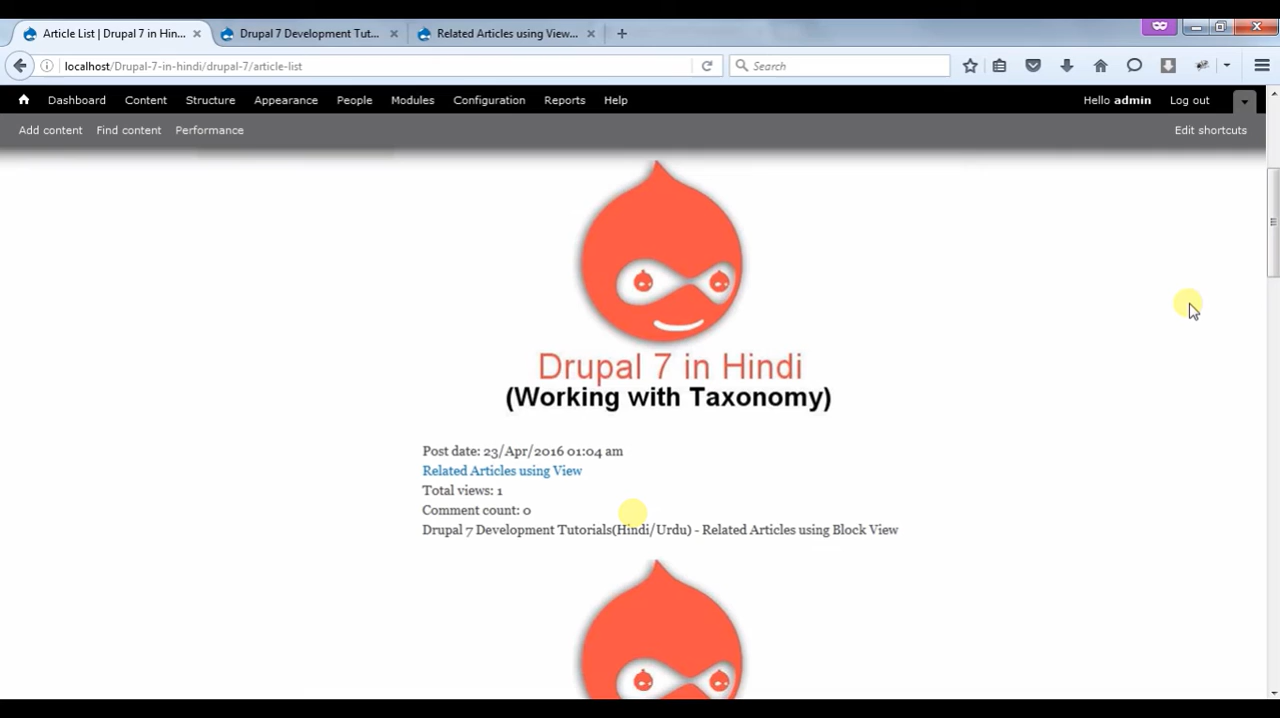 Article List | Drupal 7 in Hin...
Drupal 7 Development Tut...
Related Articles using View...
localhost/Drupal-7-in-hindi/drupal-7/article-list
Search
Dashboard Content Structure Appearance People Modules Configuration Reports Help
Hello admin Log out
Add content Find content Performance
Edit shortcuts
Drupal 7 in Hindi
(Working with Taxonomy)
Post date: 23/Apr/2016 01:04 am
Related Articles using View
Total views: 1
Comment count: 0
Drupal 7 Development Tutorials(Hindi/Urdu) - Related Articles using Block View